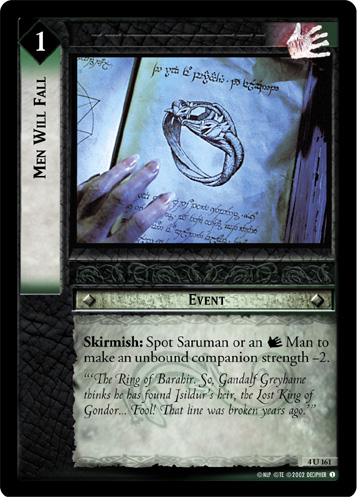 1
MEN WILL FALL
EVENT
Skirmish: Spot Saruman or an Man to
make an unbound companion strength –2.
“‘The Ring of Barahir. So, Gandalf Greyhame
thinks he has found Isildur’s heir, the Lost King of
Gondor... Fool! That line was broken years ago.’”
4 U 161
©NLP ©TE ©2002 DECIPHER